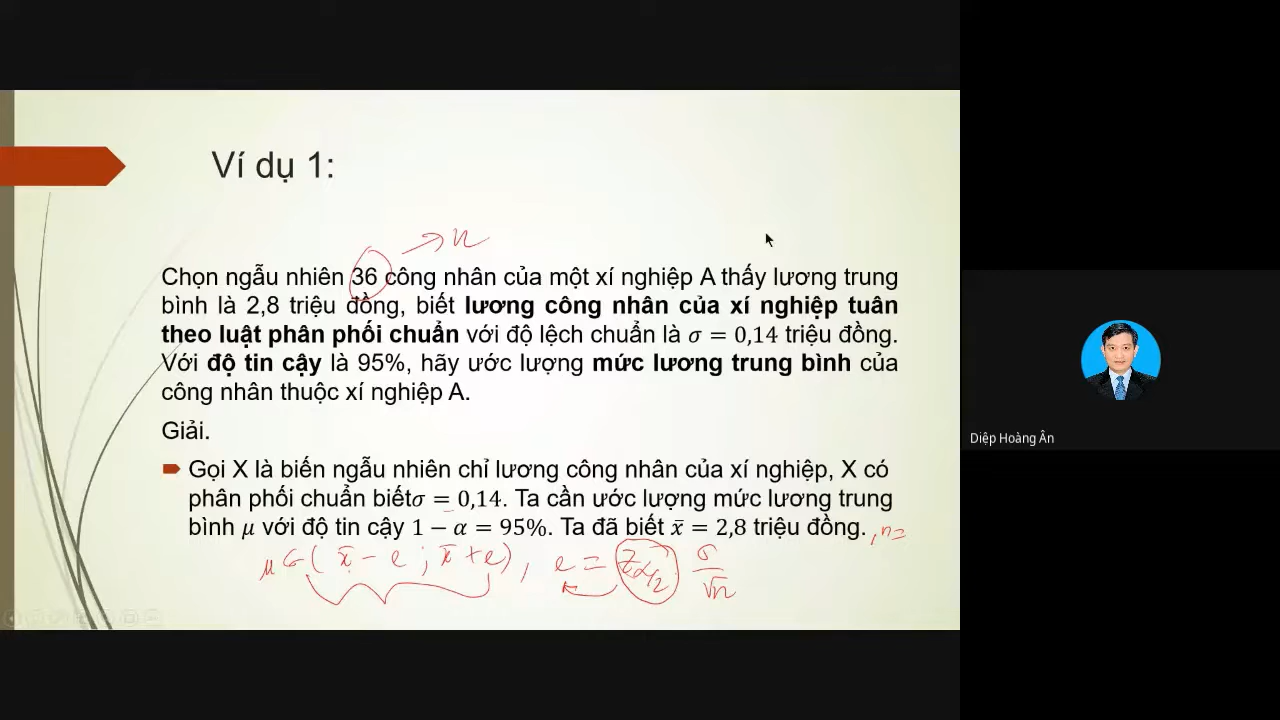 Ví dụ 1:
→ n
Chọn ngẫu nhiên 36 công nhân của một xí nghiệp A thấy lương trung
bình là 2,8 triệu đồng, biết lương công nhân của xí nghiệp tuân
theo luật phân phối chuẩn với độ lệch chuẩn là σ = 0,14 triệu đồng.
Với độ tin cậy là 95%, hãy ước lượng mức lương trung bình của
công nhân thuộc xí nghiệp A.
Giải.
Gọi X là biến ngẫu nhiên chỉ lương công nhân của xí nghiệp, X có
phân phối chuẩn biếtσ = 0,14. Ta cần ước lượng mức lương trung
bình μ với độ tin cậy 1 − α = 95%. Ta đã biết x̄ = 2,8 triệu đồng. , n=
μ ∈ ( x̄ − e ; x̄ + e ) , e = z α/2 σ/√n
Diệp Hoàng Ân